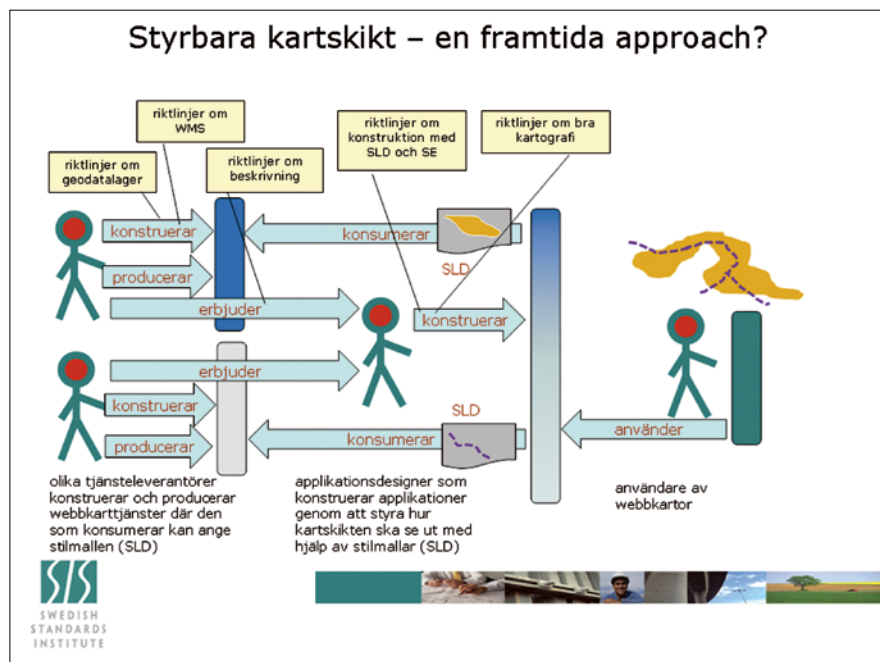 Styrbara kartskikt – en framtida approach?
riktlinjer om
WMS
riktlinjer om
konstruktion med
SLD och SE
riktlinjer om bra
kartografi
riktlinjer om
geodatalager
riktlinjer om
beskrivning
konstruerar
konsumerar
SLD
producerar
erbjuder
konstruerar
erbjuder
konstruerar
SLD
producerar
konsumerar
använder
olika tjänsteleverantörer
konstruerar och producerar
webbkarttjänster där den
som konsumerar kan ange
stilmallen (SLD)
applikationsdesigner som
konstruerar applikationer
genom att styra hur
kartskikten ska se ut med
hjälp av stilmallar (SLD)
användare av
webbkartor
SIS
SWEDISH
STANDARDS
INSTITUTE